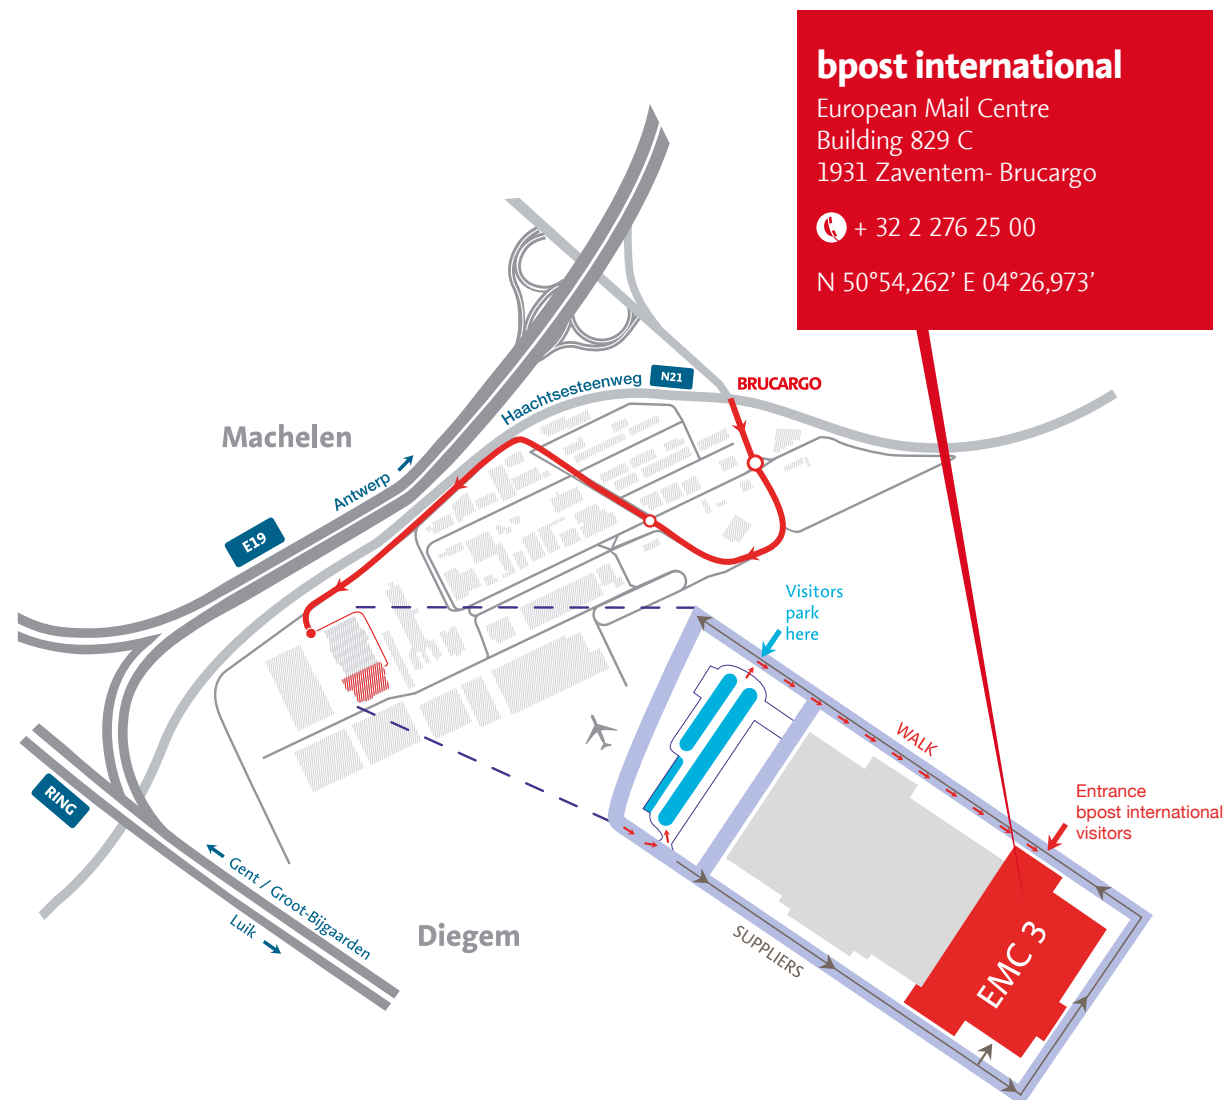 bpost international
European Mail Centre
Building 829 C
1931 Zaventem- Brucargo
+ 32 2 276 25 00
N 50°54,262’ E 04°26,973’
N21
BRUCARGO
Haachtsesteenweg
Machelen
Antwerp
E19
Visitors
park
here
WALK
RING
Entrance
bpost international
visitors
Gent / Groot-Bijgaarden
Luik
Diegem
SUPPLIERS
EMC 3